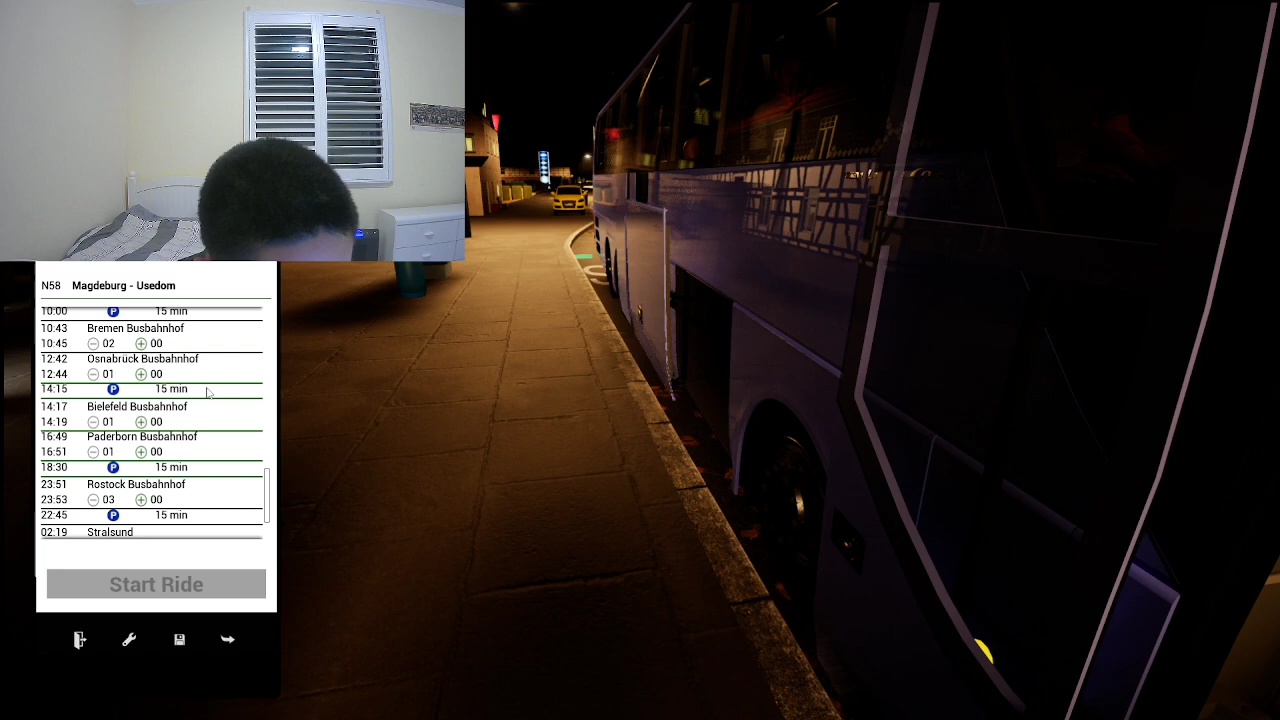 N58 Magdeburg - Usedom
10:00 P 15 min
10:43 Bremen Busbahnhof
10:45 02 00
12:42 Osnabrück Busbahnhof
12:44 01 00
14:15 P 15 min
14:17 Bielefeld Busbahnhof
14:19 01 00
16:49 Paderborn Busbahnhof
16:51 01 00
18:30 P 15 min
23:51 Rostock Busbahnhof
23:53 03 00
22:45 P 15 min
02:19 Stralsund
Start Ride